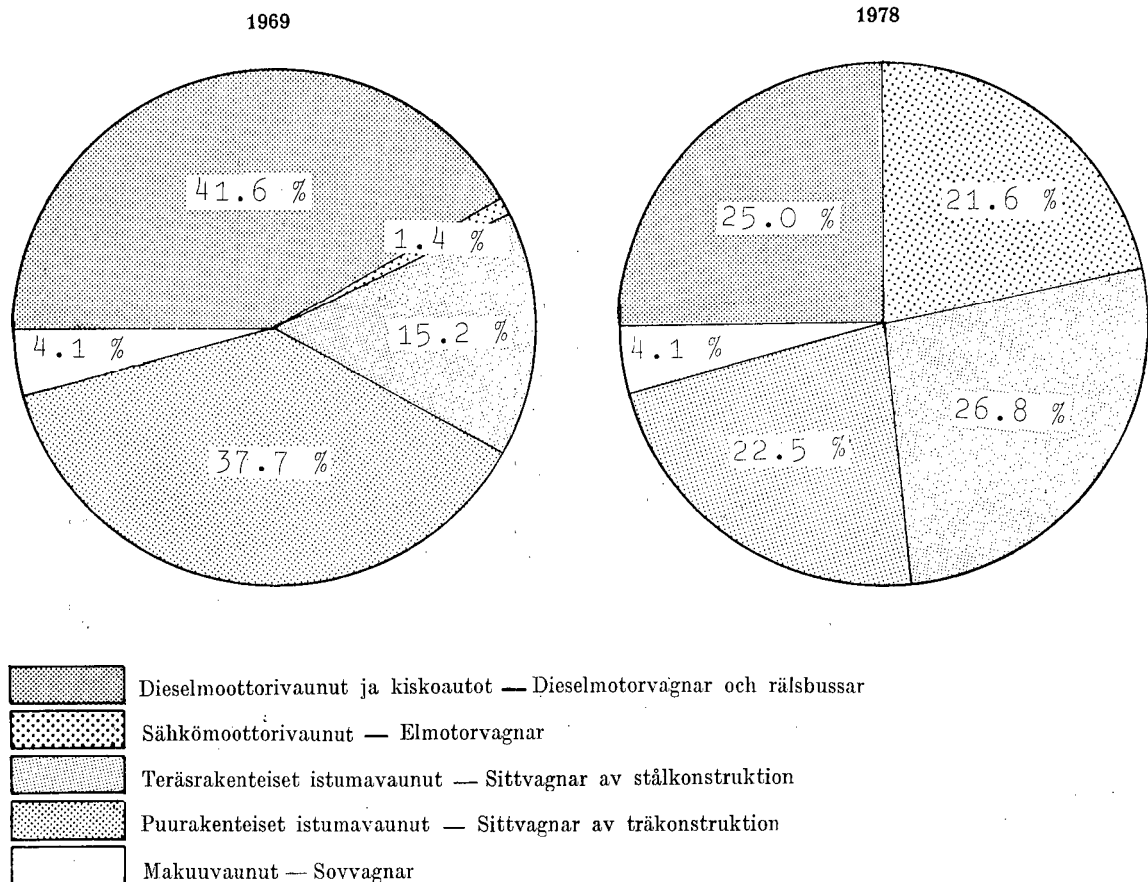 1969
1978
41.6 %
1.4 %
15.2 %
4.1 %
37.7 %
25.0 %
21.6 %
4.1 %
26.8 %
22.5 %
Dieselmoottorivaunut ja kiskoautot — Dieselmotorvagnar och rälsbussar
Sähkömoottorivaunut — Elmotorvagnar
Teräsrakenteiset istumavaunut — Sittvagnar av stålkonstruktion
Puurakenteiset istumavaunut — Sittvagnar av träkonstruktion
Makuuvaunut — Sovvagnar